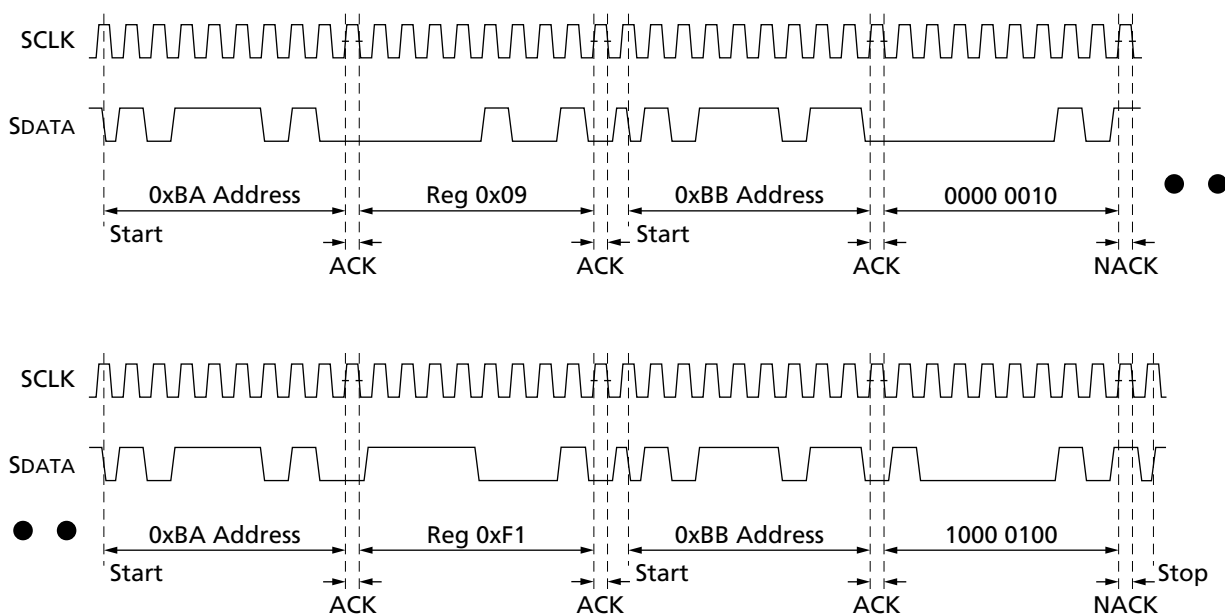 SCLK
SDATA
0xBA Address Reg 0x09 0xBB Address 0000 0010
Start Start
ACK ACK ACK NACK
SCLK
SDATA
0xBA Address Reg 0xF1 0xBB Address 1000 0100
Start Start Stop
ACK ACK ACK NACK